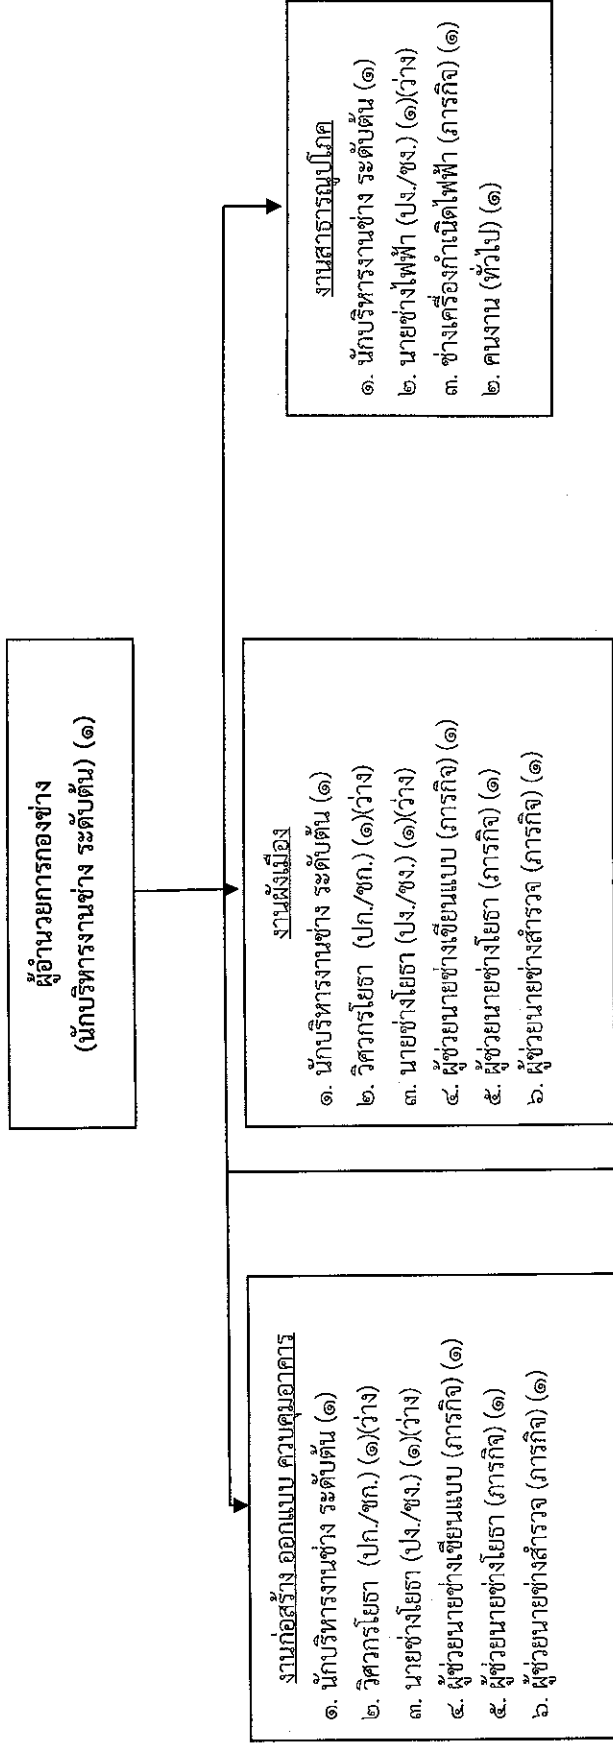 ผู้อำนวยการกองช่าง
(นักบริหารงานช่าง ระดับต้น) (๑)
งานก่อสร้าง ออกแบบ ควบคุมอาคาร
๑. นักบริหารงานช่าง ระดับต้น (๑)
๒. วิศวกรโยธา (ปก./ชก.) (๑)(ว่าง)
๓. นายช่างโยธา (ปง./ชง.) (๑)(ว่าง)
๔. ผู้ช่วยนายช่างเขียนแบบ (ภารกิจ) (๑)
๕. ผู้ช่วยนายช่างโยธา (ภารกิจ) (๑)
๖. ผู้ช่วยนายช่างสำรวจ (ภารกิจ) (๑)
งานผังเมือง
๑. นักบริหารงานช่าง ระดับต้น (๑)
๒. วิศวกรโยธา (ปก./ชก.) (๑)(ว่าง)
๓. นายช่างโยธา (ปง./ชง.) (๑)(ว่าง)
๔. ผู้ช่วยนายช่างเขียนแบบ (ภารกิจ) (๑)
๕. ผู้ช่วยนายช่างโยธา (ภารกิจ) (๑)
๖. ผู้ช่วยนายช่างสำรวจ (ภารกิจ) (๑)
งานสาธารณูปโภค
๑. นักบริหารงานช่าง ระดับต้น (๑)
๒. นายช่างไฟฟ้า (ปง./ชง.) (๑)(ว่าง)
๓. ช่างเครื่องกำเนิดไฟฟ้า (ภารกิจ) (๑)
๒. คนงาน (ทั่วไป) (๑)